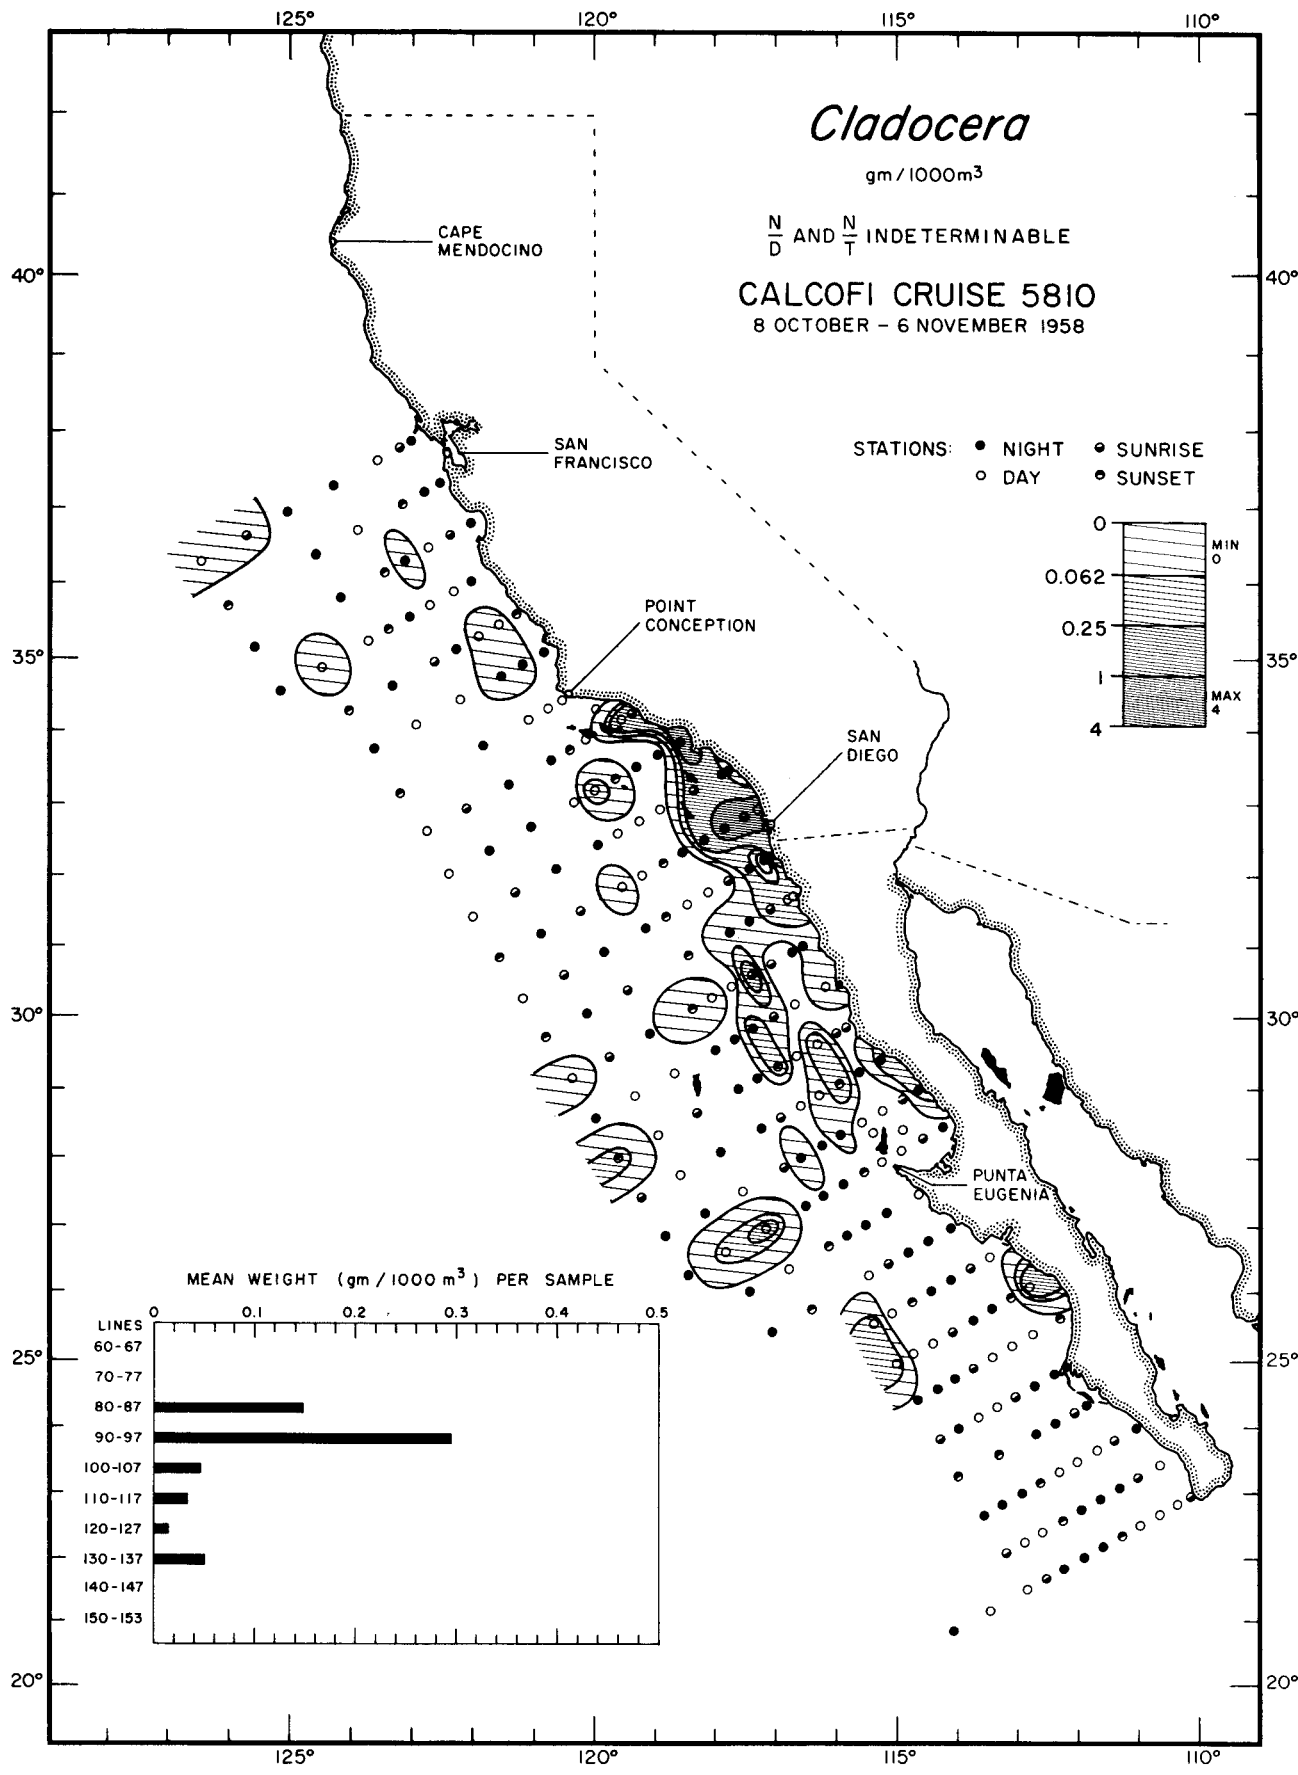 125° 120° 115° 110°
Cladocera
gm/1000m³
N/D AND N/T INDETERMINABLE
CALCOFI CRUISE 5810
8 OCTOBER – 6 NOVEMBER 1958
CAPE
MENDOCINO
40° 40°
STATIONS: NIGHT SUNRISE
DAY SUNSET
SAN
FRANCISCO
0
MIN
0
0.062
0.25
1
MAX
4
4
POINT
CONCEPTION
35° 35°
SAN
DIEGO
30° 30°
PUNTA
EUGENIA
MEAN WEIGHT (gm/1000 m³) PER SAMPLE
0 0.1 0.2 0.3 0.4 0.5
LINES
60-67
25° 25°
70-77
80-87
90-97
100-107
110-117
120-127
130-137
140-147
150-153
20° 20°
125° 120° 115° 110°